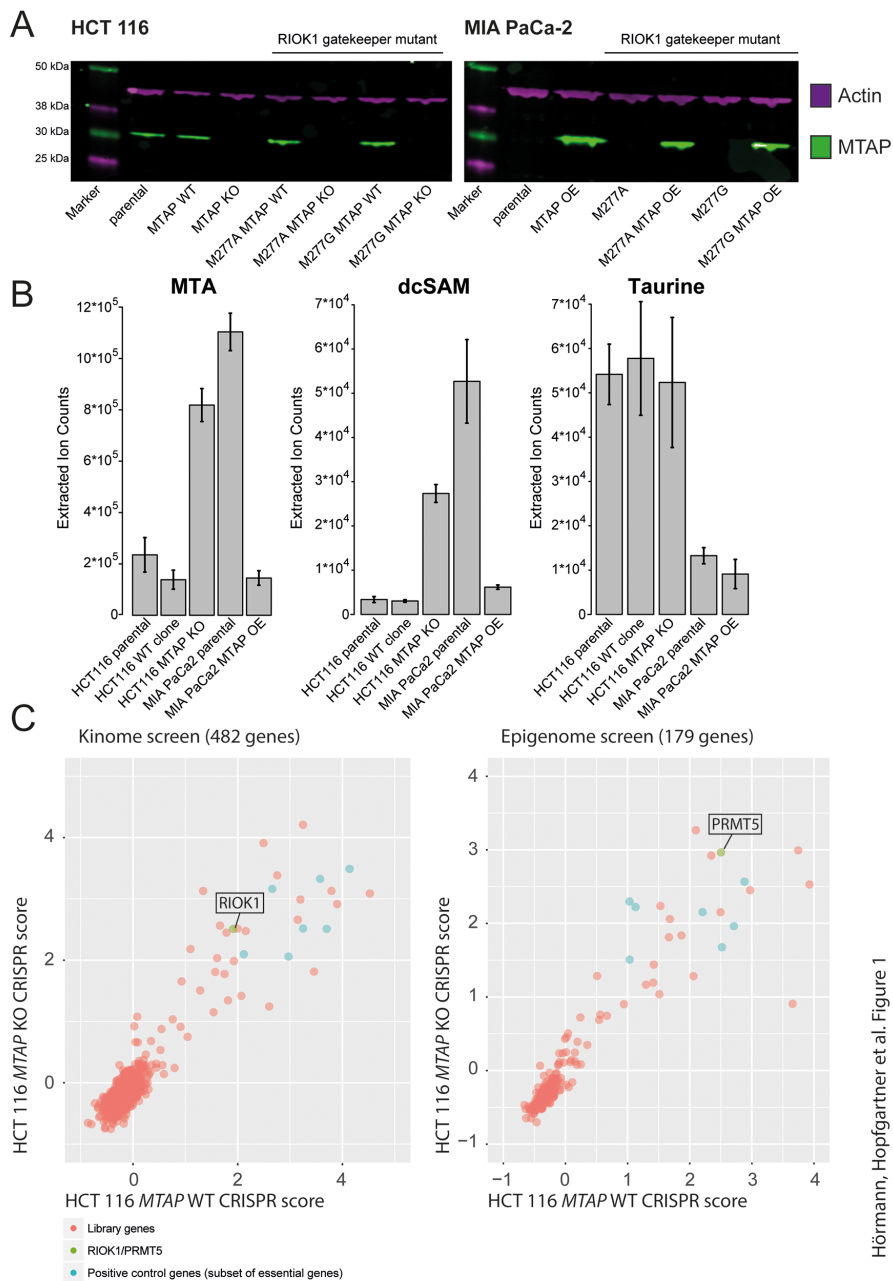 A
HCT 116
RIOK1 gatekeeper mutant
50 kDa
38 kDa
30 kDa
25 kDa
Marker
parental
MTAP WT
MTAP KO
M277A MTAP WT
M277A MTAP KO
M277G MTAP WT
M277G MTAP KO
MIA PaCa-2
RIOK1 gatekeeper mutant
Marker
parental
MTAP OE
M277A
M277A MTAP OE
M277G
M277G MTAP OE
Actin
MTAP
B
MTA
Extracted Ion Counts
12*10^5
10*10^5
8*10^5
6*10^5
4*10^5
2*10^5
0
HCT116 parental
HCT116 WT clone
HCT116 MTAP KO
MIA PaCa2 parental
MIA PaCa2 MTAP OE
dcSAM
Extracted Ion Counts
7*10^4
6*10^4
5*10^4
4*10^4
3*10^4
2*10^4
1*10^4
0
HCT116 parental
HCT116 WT clone
HCT116 MTAP KO
MIA PaCa2 parental
MIA PaCa2 MTAP OE
Taurine
Extracted Ion Counts
7*10^4
6*10^4
5*10^4
4*10^4
3*10^4
2*10^4
1*10^4
0
HCT116 parental
HCT116 WT clone
HCT116 MTAP KO
MIA PaCa2 parental
MIA PaCa2 MTAP OE
C
Kinome screen (482 genes)
HCT 116 MTAP KO CRISPR score
4
2
0
RIOK1
0
2
4
HCT 116 MTAP WT CRISPR score
Epigenome screen (179 genes)
HCT 116 MTAP KO CRISPR score
4
3
2
1
0
−1
PRMT5
−1
0
1
2
3
4
HCT 116 MTAP WT CRISPR score
Library genes
RIOK1/PRMT5
Positive control genes (subset of essential genes)
Hörmann, Hopfgartner et al. Figure 1